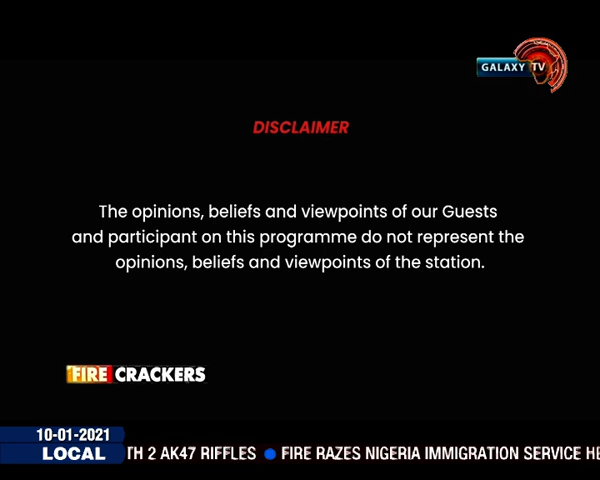 GALAXY TV
DISCLAIMER
The opinions, beliefs and viewpoints of our Guests
and participant on this programme do not represent the
opinions, beliefs and viewpoints of the station.
FIRE CRACKERS
10-01-2021
LOCAL
TH 2 AK47 RIFFLES FIRE RAZES NIGERIA IMMIGRATION SERVICE HE